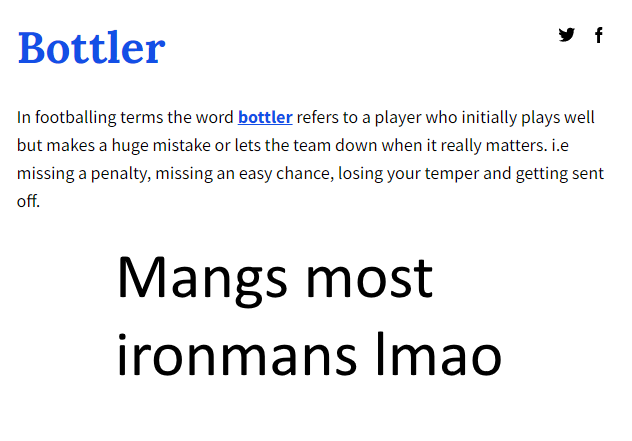 Bottler
In footballing terms the word bottler refers to a player who initially plays well
but makes a huge mistake or lets the team down when it really matters. i.e
missing a penalty, missing an easy chance, losing your temper and getting sent
off.
Mangs most
ironmans lmao